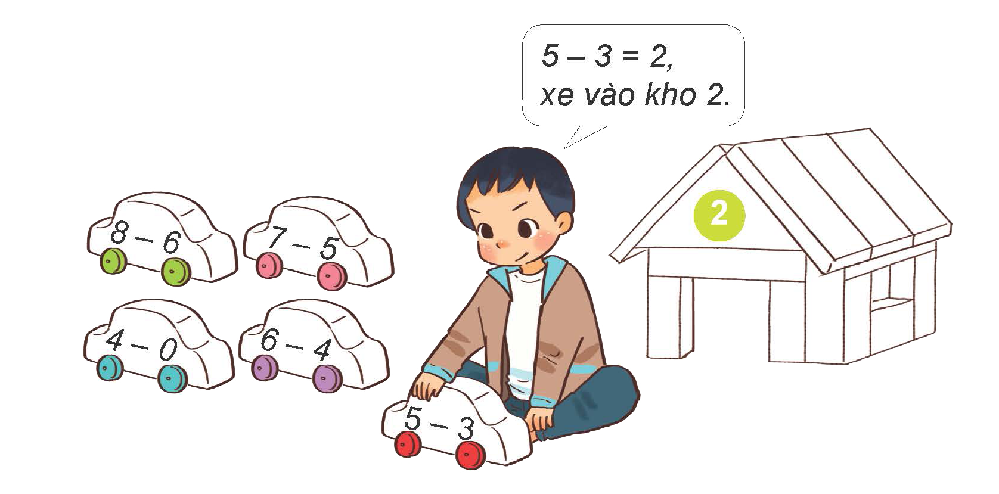 5 – 3 = 2,
xe vào kho 2.
2
8 – 6
7 – 5
4 – 0
6 – 4
5 – 3